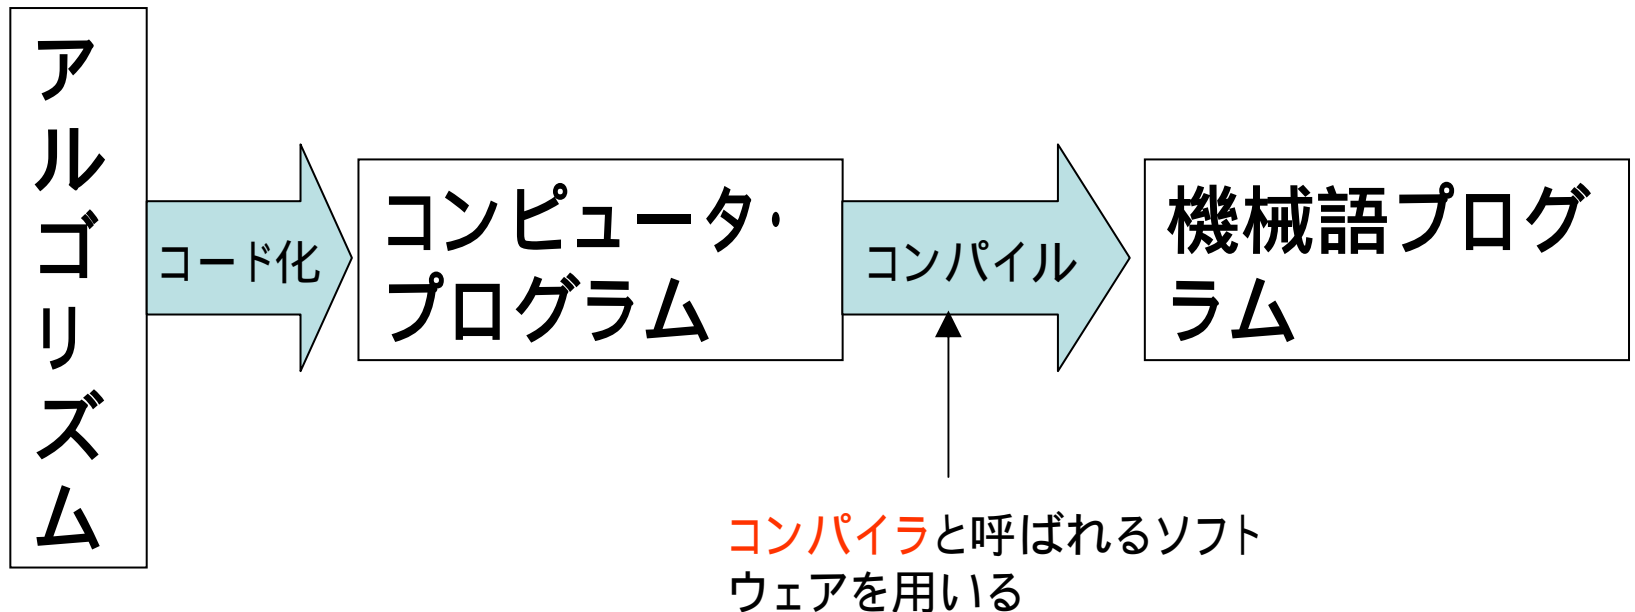 アルゴリズム
コード化
コンピュータ・
プログラム
コンパイル
機械語プログ
ラム
コンパイラと呼ばれるソフト
ウェアを用いる